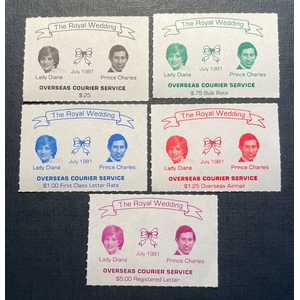 The Royal Wedding
July 1981
Lady Diana Prince Charles
OVERSEAS COURIER SERVICE
$.25
The Royal Wedding
July 1981
Lady Diana Prince Charles
OVERSEAS COURIER SERVICE
$.75 Bulk Rate
The Royal Wedding
July 1981
Lady Diana Prince Charles
OVERSEAS COURIER SERVICE
$1.00 First Class Letter Rate
The Royal Wedding
July 1981
Lady Diana Prince Charles
OVERSEAS COURIER SERVICE
$1.25 Overseas Airmail
The Royal Wedding
July 1981
Lady Diana Prince Charles
OVERSEAS COURIER SERVICE
$5.00 Registered Letter